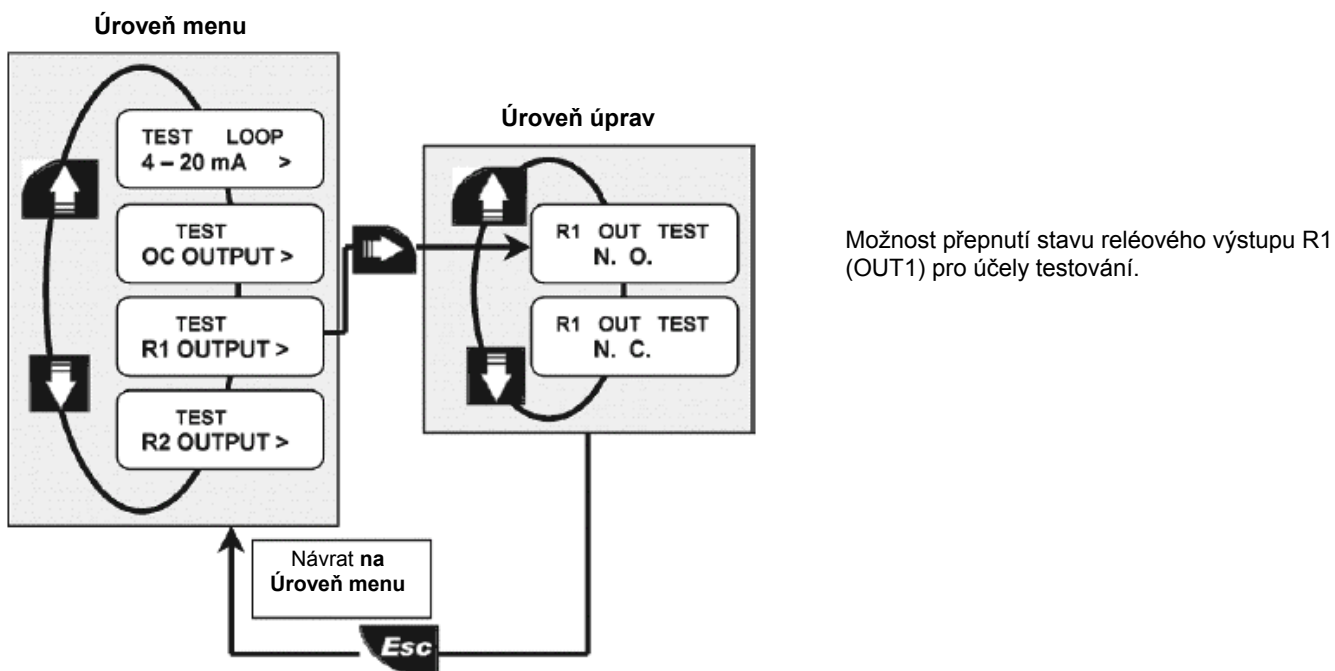 Úroveň menu
TEST LOOP
4 – 20 mA >
TEST
OC OUTPUT >
TEST
R1 OUTPUT >
TEST
R2 OUTPUT >
Úroveň úprav
R1 OUT TEST
N. O.
R1 OUT TEST
N. C.
Možnost přepnutí stavu reléového výstupu R1
(OUT1) pro účely testování.
Návrat na
Úroveň menu
Esc